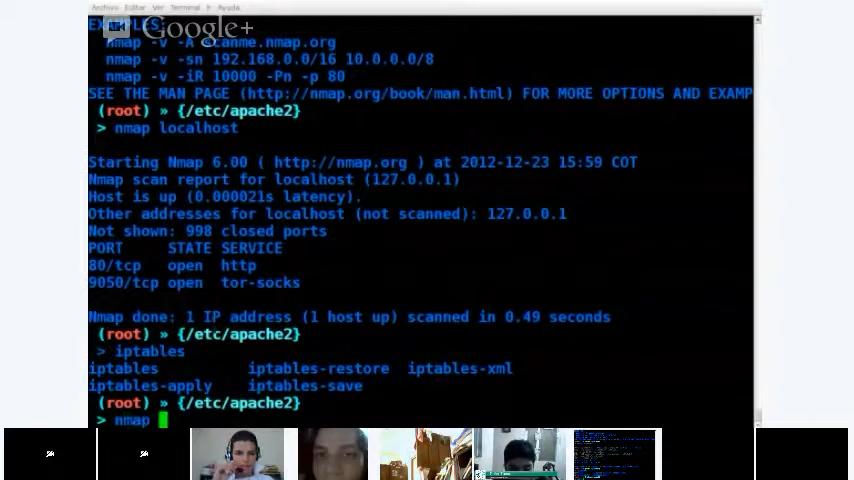 Archivo Editar Ver Terminal Ayuda
EXAMPLES:
Google+
nmap -v -A scanme.nmap.org
nmap -v -sn 192.168.0.0/16 10.0.0.0/8
nmap -v -iR 10000 -Pn -p 80
SEE THE MAN PAGE (http://nmap.org/book/man.html) FOR MORE OPTIONS AND EXAMP
(root) » {/etc/apache2}
> nmap localhost
Starting Nmap 6.00 ( http://nmap.org ) at 2012-12-23 15:59 COT
Nmap scan report for localhost (127.0.0.1)
Host is up (0.000021s latency).
Other addresses for localhost (not scanned): 127.0.0.1
Not shown: 998 closed ports
PORT STATE SERVICE
80/tcp open http
9050/tcp open tor-socks
Nmap done: 1 IP address (1 host up) scanned in 0.49 seconds
(root) » {/etc/apache2}
> iptables
iptables iptables-restore iptables-xml
iptables-apply iptables-save
(root) » {/etc/apache2}
> nmap